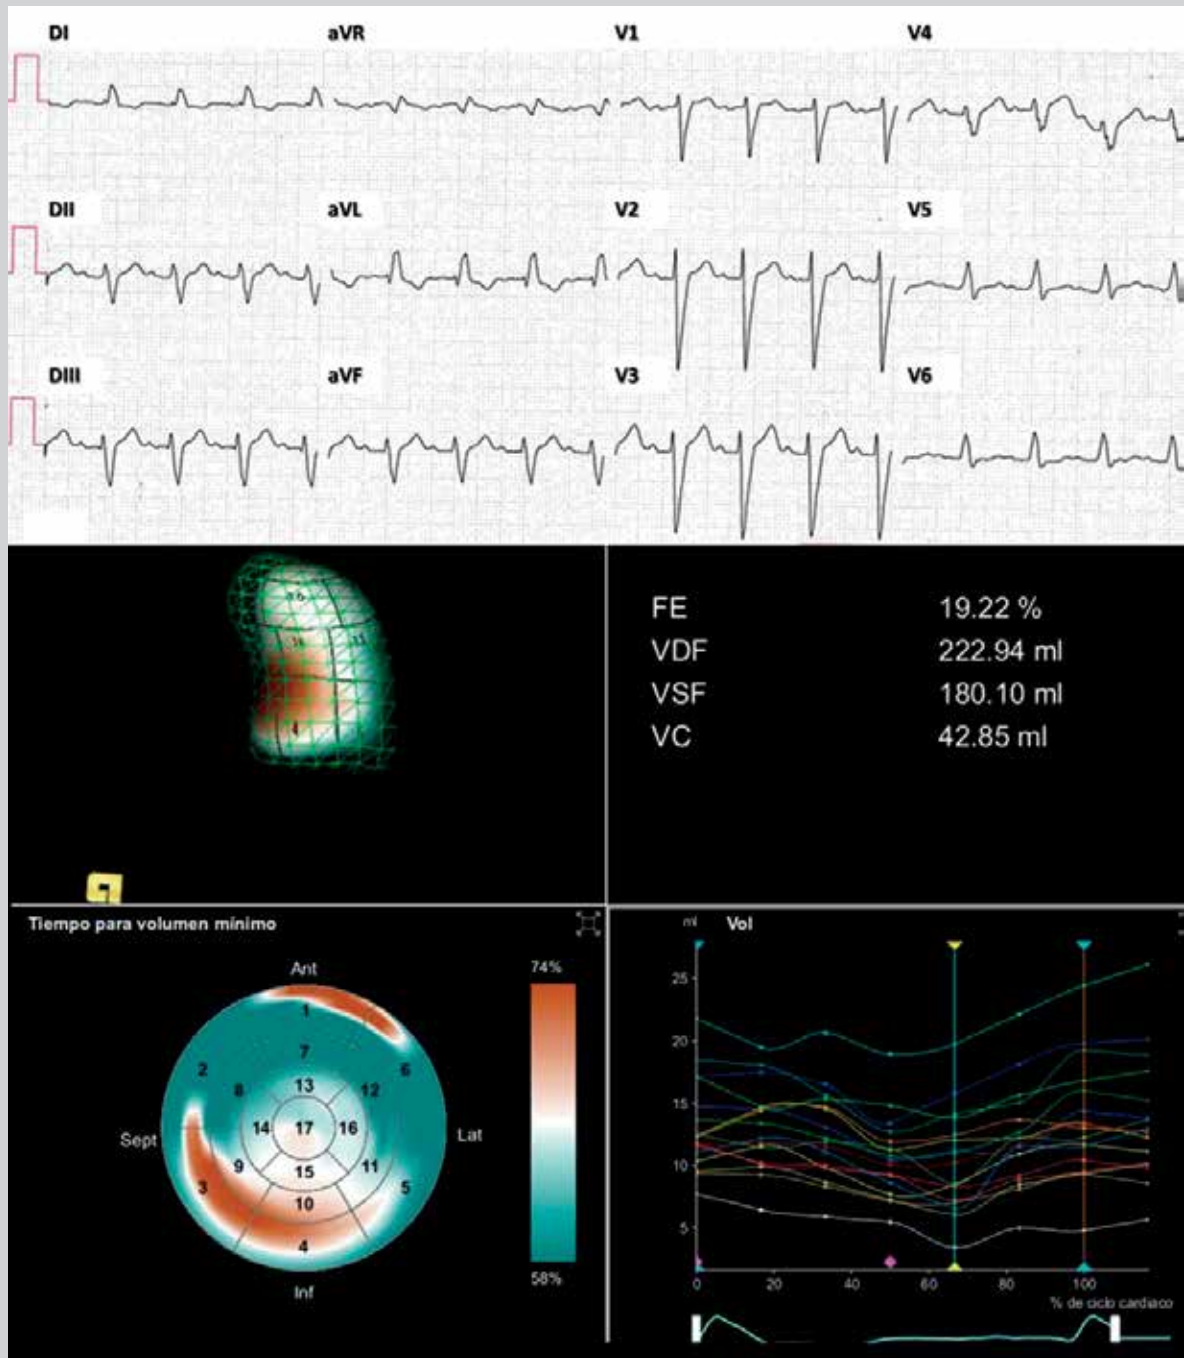 DI aVR V1 V4
DII aVL V2 V5
DIII aVF V3 V6
FE 19.22 %
VDF 222.94 ml
VSF 180.10 ml
VC 42.85 ml
Tiempo para volumen mínimo
Ant
74%
1
7
2
6
13
8
12
Sept
14
17
16
Lat
9
15
11
3
10
5
4
Inf
58%
ml
Vol
25
20
15
10
5
0 20 40 60 80 100
% de ciclo cardiaco